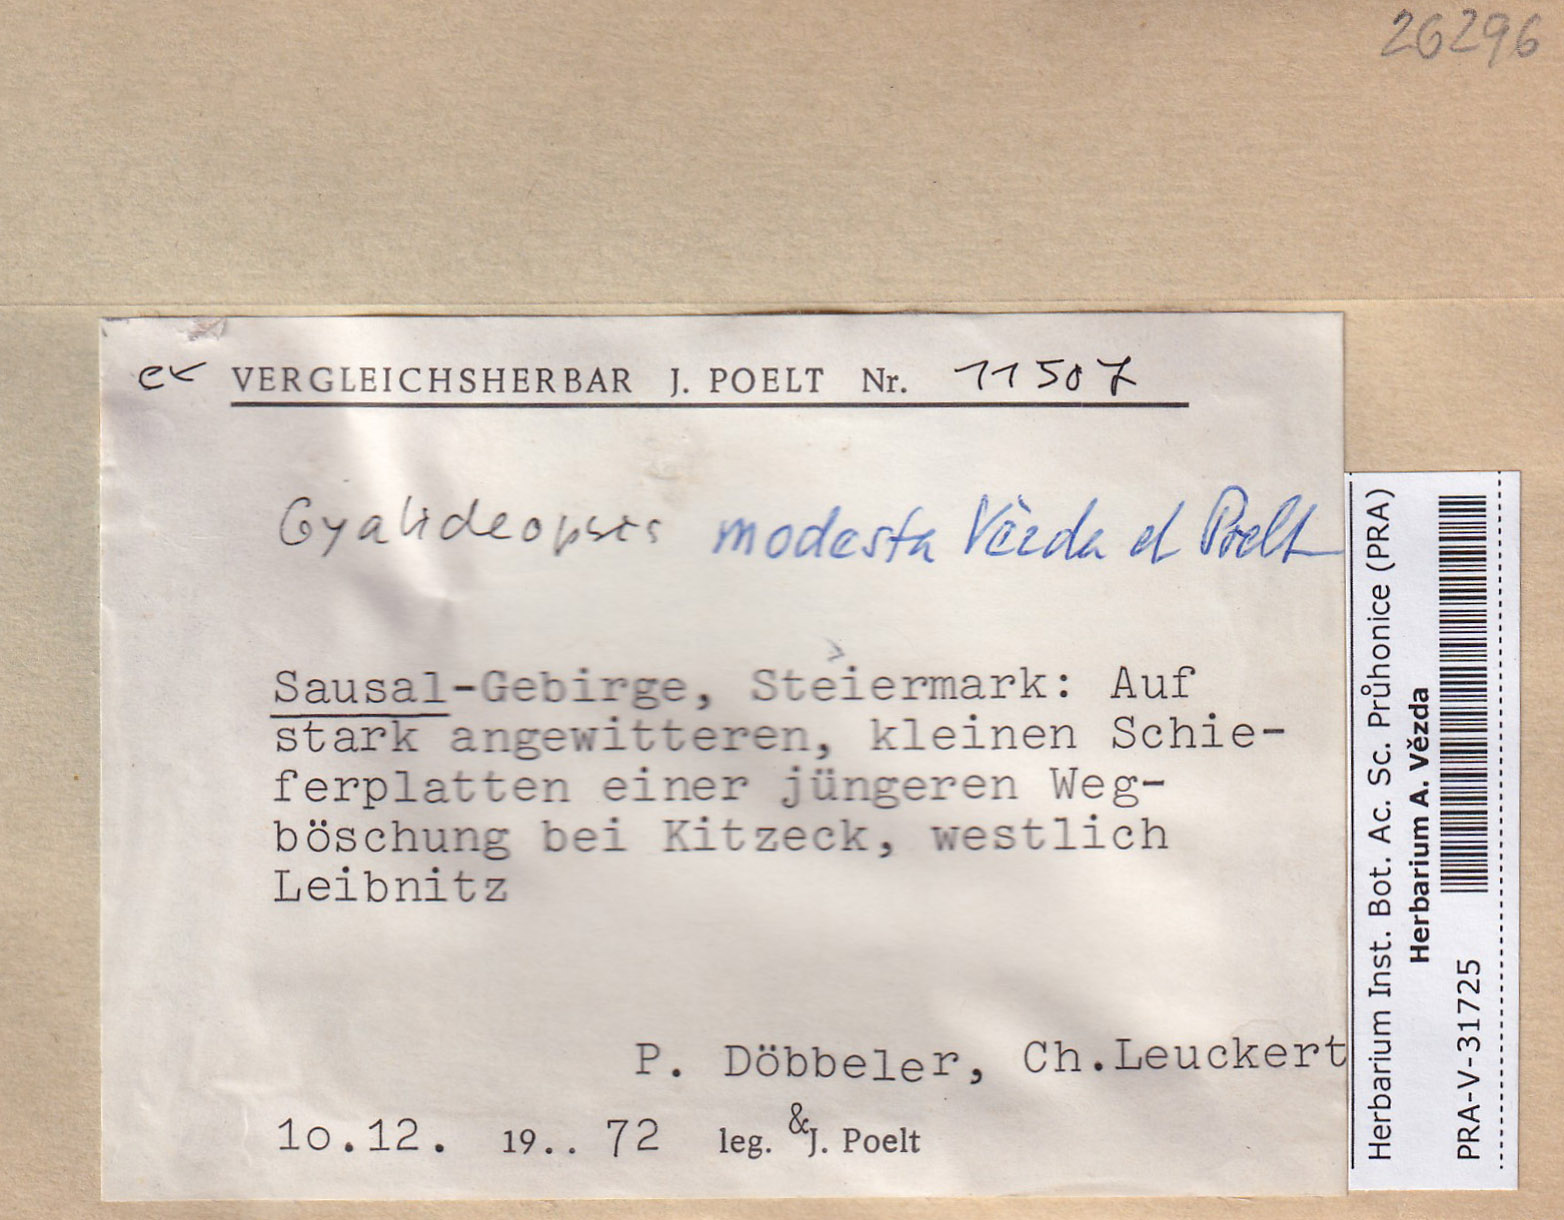 26296
ex VERGLEICHSHERBAR J. POELT Nr. 11507
Gyalideopsis modesta Vězda et Poelt
Sausal-Gebirge, Steiermark: Auf
stark angewitteren, kleinen Schie-
ferplatten einer jüngeren Weg-
böschung bei Kitzeck, westlich
Leibnitz
P. Döbbeler, Ch.Leuckert
10.12. 19.. 72 leg. & J. Poelt
Herbarium Inst. Bot. Ac. Sc. Průhonice (PRA)
Herbarium A. Vězda
PRA-V-31725